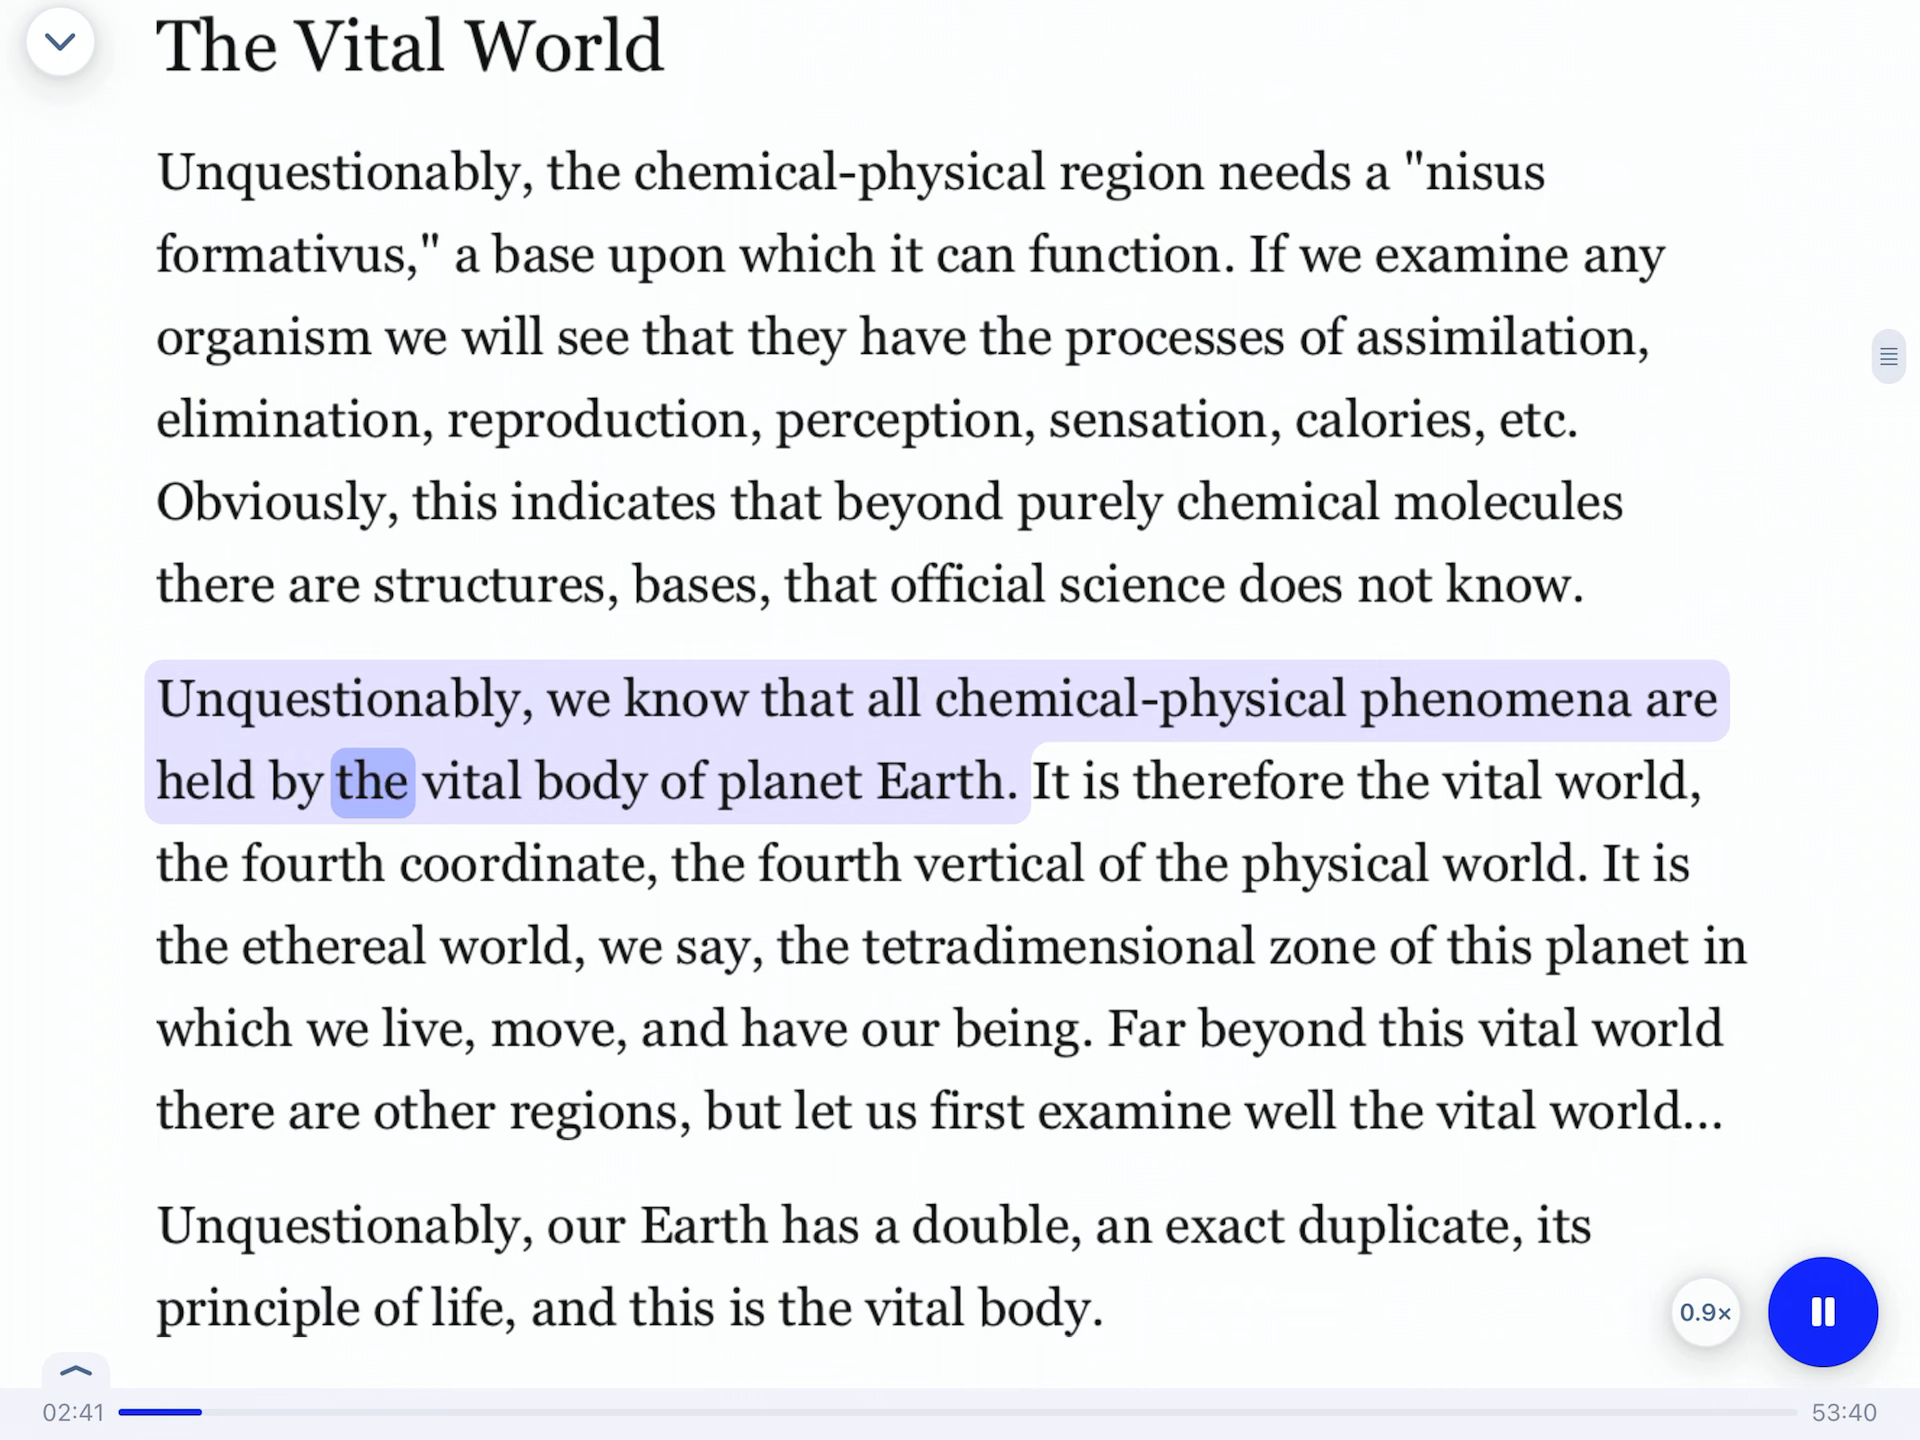 The Vital World
Unquestionably, the chemical-physical region needs a "nisus
formativus," a base upon which it can function. If we examine any
organism we will see that they have the processes of assimilation,
elimination, reproduction, perception, sensation, calories, etc.
Obviously, this indicates that beyond purely chemical molecules
there are structures, bases, that official science does not know.
Unquestionably, we know that all chemical-physical phenomena are
held by the vital body of planet Earth. It is therefore the vital world,
the fourth coordinate, the fourth vertical of the physical world. It is
the ethereal world, we say, the tetradimensional zone of this planet in
which we live, move, and have our being. Far beyond this vital world
there are other regions, but let us first examine well the vital world...
Unquestionably, our Earth has a double, an exact duplicate, its
principle of life, and this is the vital body.
0.9×
02:41
53:40